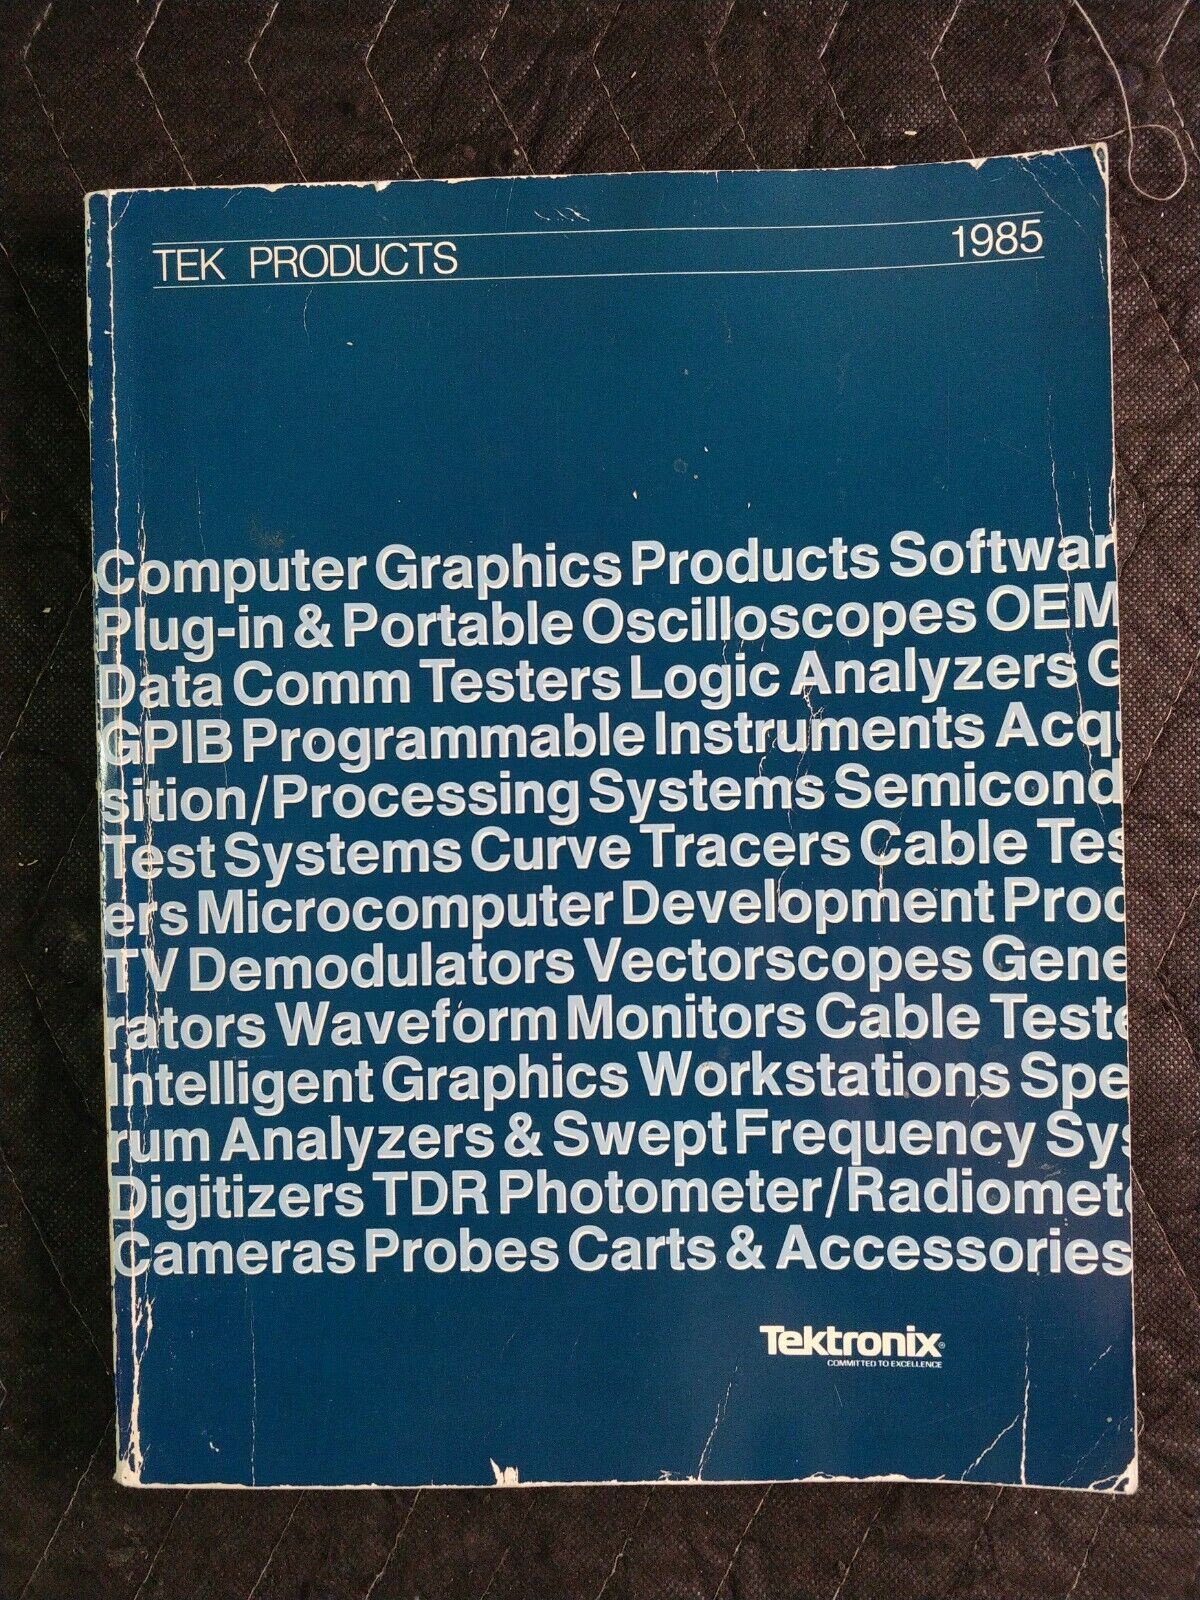 TEK PRODUCTS 1985
Computer Graphics Products Softwar
Plug-in & Portable Oscilloscopes OEM
Data Comm Testers Logic Analyzers G
GPIB Programmable Instruments Acqu
sition/Processing Systems Semicond
Test Systems Curve Tracers Cable Tes
ers Microcomputer Development Prod
TV Demodulators Vectorscopes Gene
rators Waveform Monitors Cable Teste
Intelligent Graphics Workstations Spe
rum Analyzers & Swept Frequency Sys
Digitizers TDR Photometer/Radiomete
Cameras Probes Carts & Accessories
Tektronix®
COMMITTED TO EXCELLENCE